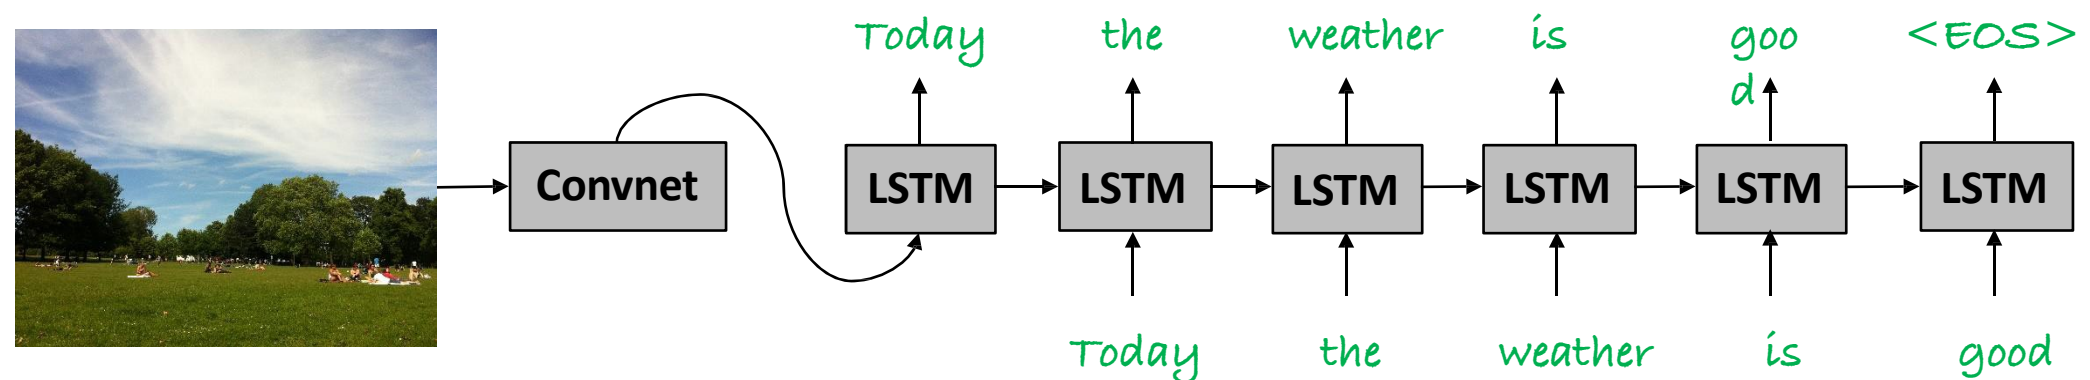 Today the weather is goo
d
<EOS>
Convnet
LSTM LSTM LSTM LSTM LSTM LSTM
Today the weather is good